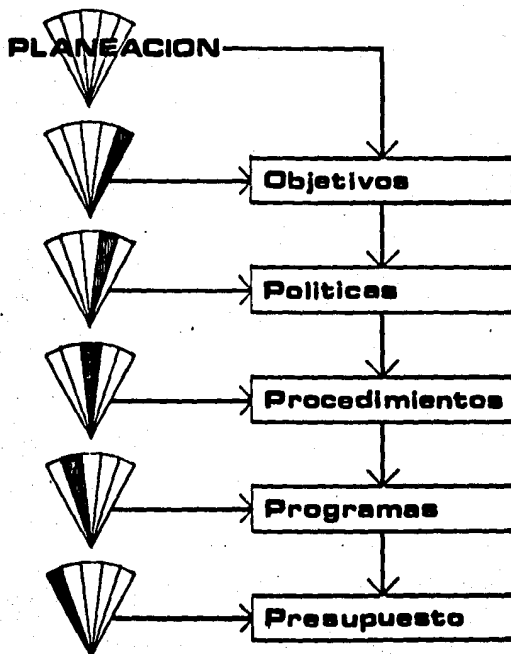 PLANEACION
Objetivos
Politicas
Procedimientos
Programas
Presupuesto